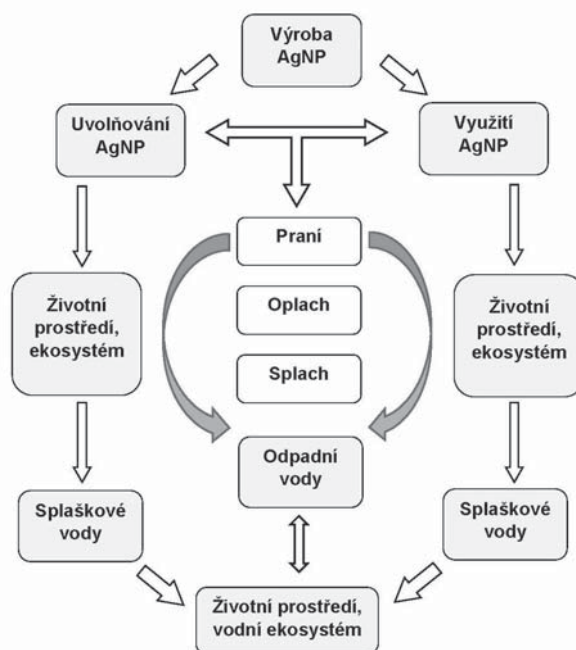 Výroba
AgNP
Uvolňování
AgNP
Využití
AgNP
Praní
Životní
prostředí,
ekosystém
Oplach
Životní
prostředí,
ekosystém
Splach
Odpadní
vody
Splaškové
vody
Splaškové
vody
Životní prostředí,
vodní ekosystém